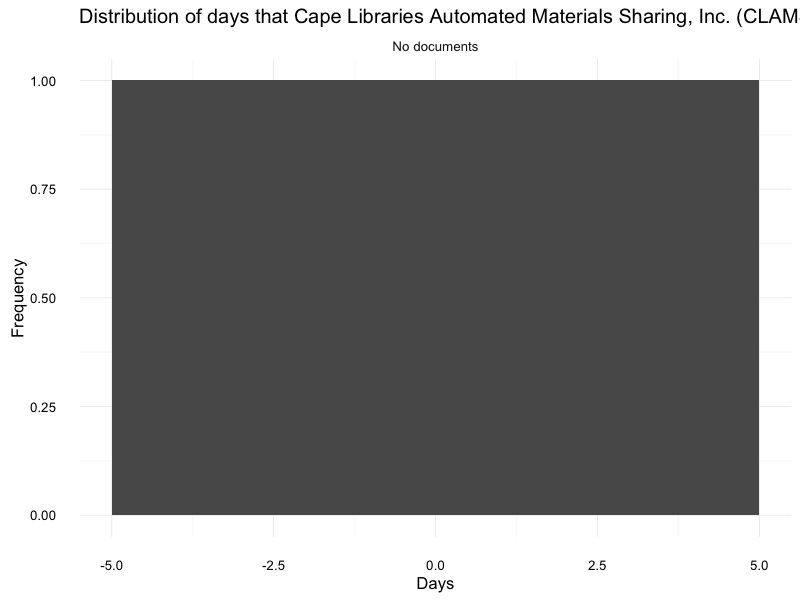 Distribution of days that Cape Libraries Automated Materials Sharing, Inc. (CLAM
No documents
1.00
0.75
0.50
0.25
0.00
Frequency
-5.0
-2.5
0.0
2.5
5.0
Days